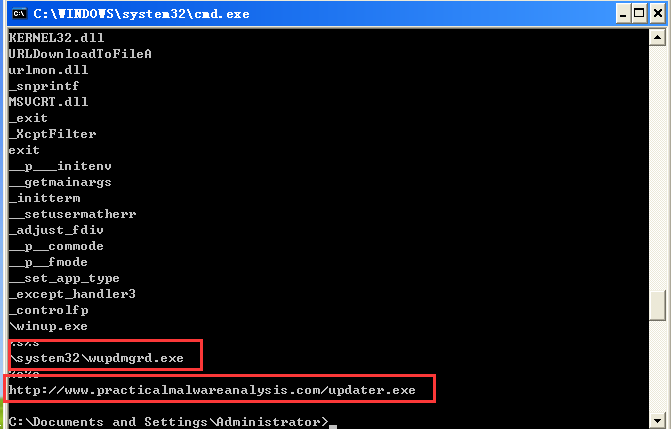 C:\WINDOWS\system32\cmd.exe
KERNEL32.dll
URLDownloadToFileA
urlmon.dll
_snprintf
MSVCRT.dll
_exit
_XcptFilter
exit
__p___initenv
__getmainargs
_initterm
__setusermatherr
_adjust_fdiv
__p__commode
__p__fmode
__set_app_type
_except_handler3
_controlfp
\winup.exe
%s%s
\system32\wupdmgrd.exe
%s%s
http://www.practicalmalwareanalysis.com/updater.exe
C:\Documents and Settings\Administrator>_